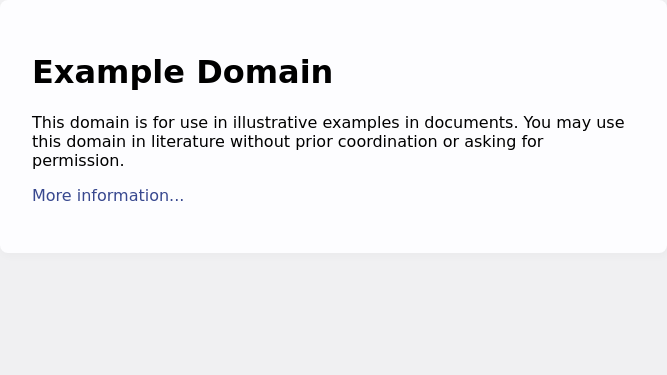 Example Domain
This domain is for use in illustrative examples in documents. You may use
this domain in literature without prior coordination or asking for
permission.
More information...